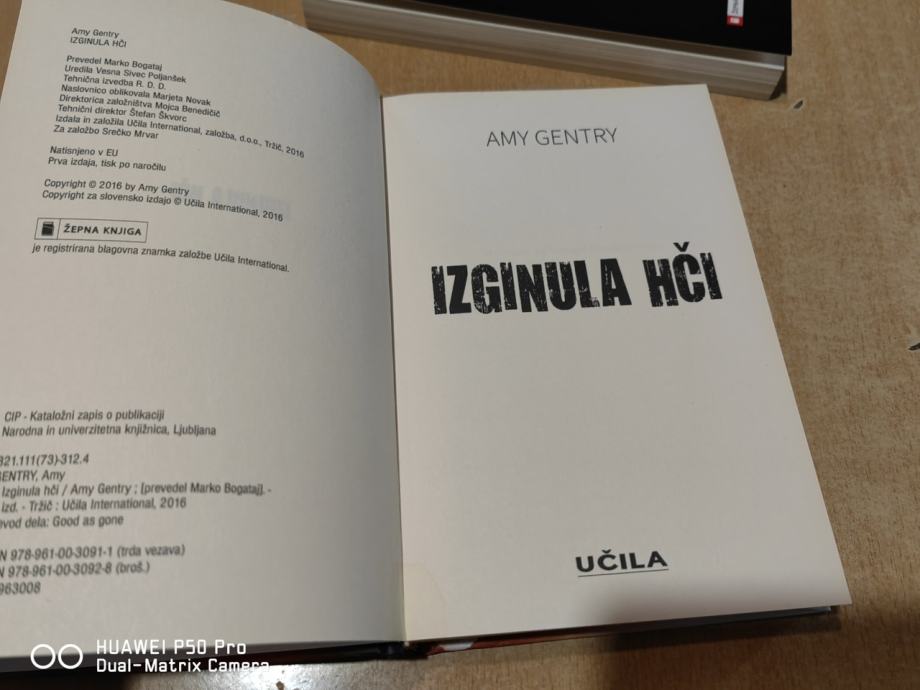 Amy Gentry
IZGINULA HČI
Prevedel Marko Bogataj
Uredila Vesna Sivec Poljanšek
Tehnična izvedba R. D. D.
Naslovnico oblikovala Marjeta Novak
Direktorica založništva Mojca Benedičič
Tehnični direktor Štefan Škvorc
Izdala in založila Učila International, založba, d.o.o., Tržič, 2016
Za založbo Srečko Mrvar
Natisnjeno v EU
Prva izdaja, tisk po naročilu
Copyright © 2016 by Amy Gentry
Copyright za slovensko izdajo © Učila International, 2016
ŽEPNA KNJIGA
je registrirana blagovna znamka založbe Učila International.
CIP - Kataložni zapis o publikaciji
Narodna in univerzitetna knjižnica, Ljubljana
821.111(73)-312.4
GENTRY, Amy
Izginula hči / Amy Gentry ; [prevedel Marko Bogataj]. -
izd. - Tržič : Učila International, 2016
evod dela: Good as gone
N 978-961-00-3091-1 (trda vezava)
N 978-961-00-3092-8 (broš.)
963008
AMY GENTRY
IZGINULA HČI
UČILA
HUAWEI P50 Pro
Dual-Matrix Camera